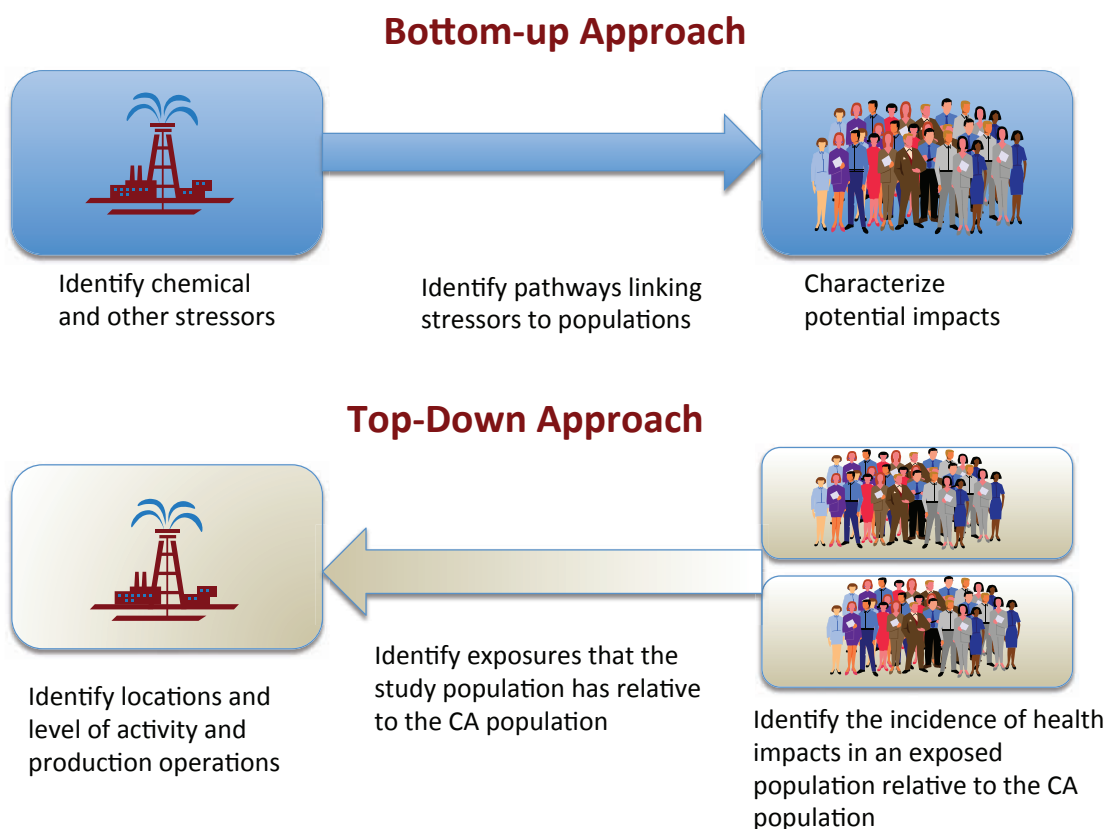 Bottom-up Approach
Identify chemical
and other stressors
Identify pathways linking
stressors to populations
Characterize
potential impacts
Top-Down Approach
Identify locations and
level of activity and
production operations
Identify exposures that the
study population has relative
to the CA population
Identify the incidence of health
impacts in an exposed
population relative to the CA
population